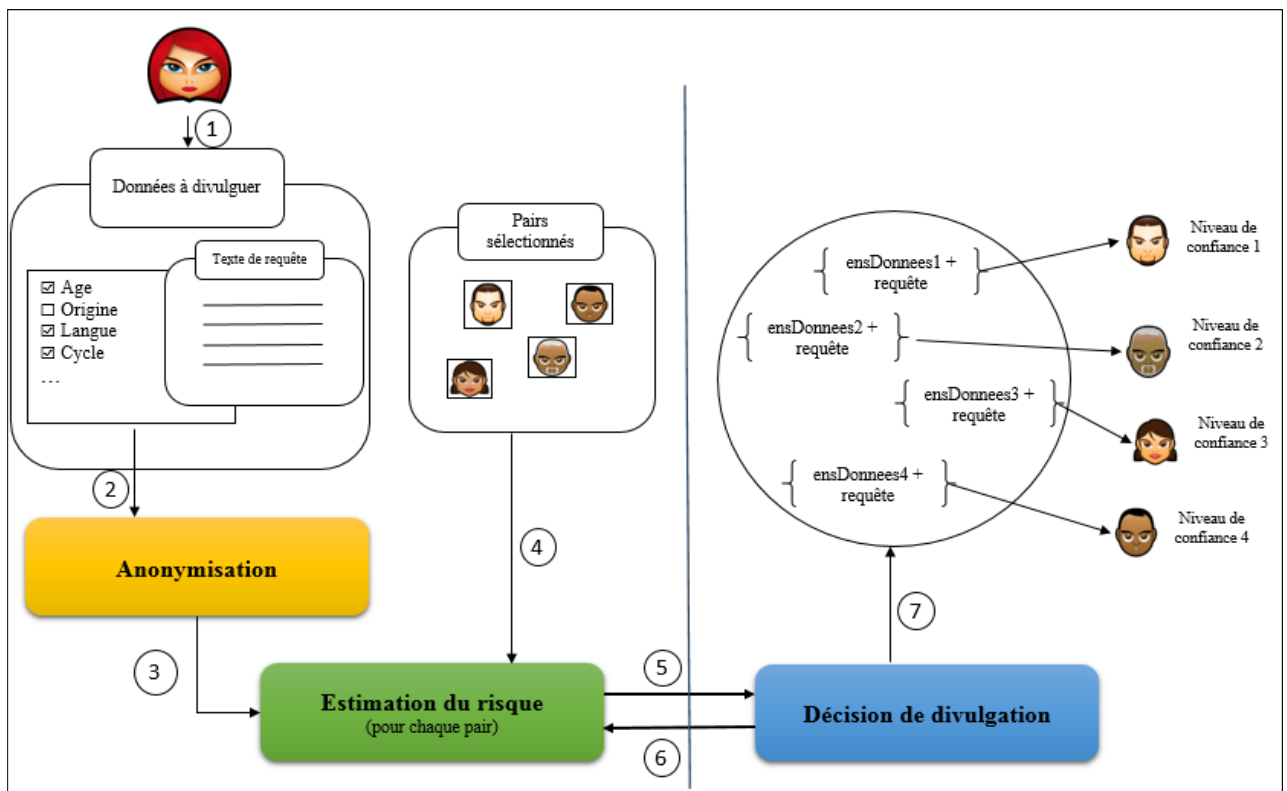 1
Données à divulguer
Texte de requête
☑ Age
☐ Origine
☑ Langue
☑ Cycle
...
2
Anonymisation
3
Pairs
sélectionnés
4
Estimation du risque
(pour chaque pair)
5
6
Décision de divulgation
7
ensDonnees1 +
requête
Niveau de
confiance 1
ensDonnees2 +
requête
Niveau de
confiance 2
ensDonnees3 +
requête
Niveau de
confiance 3
ensDonnees4 +
requête
Niveau de
confiance 4